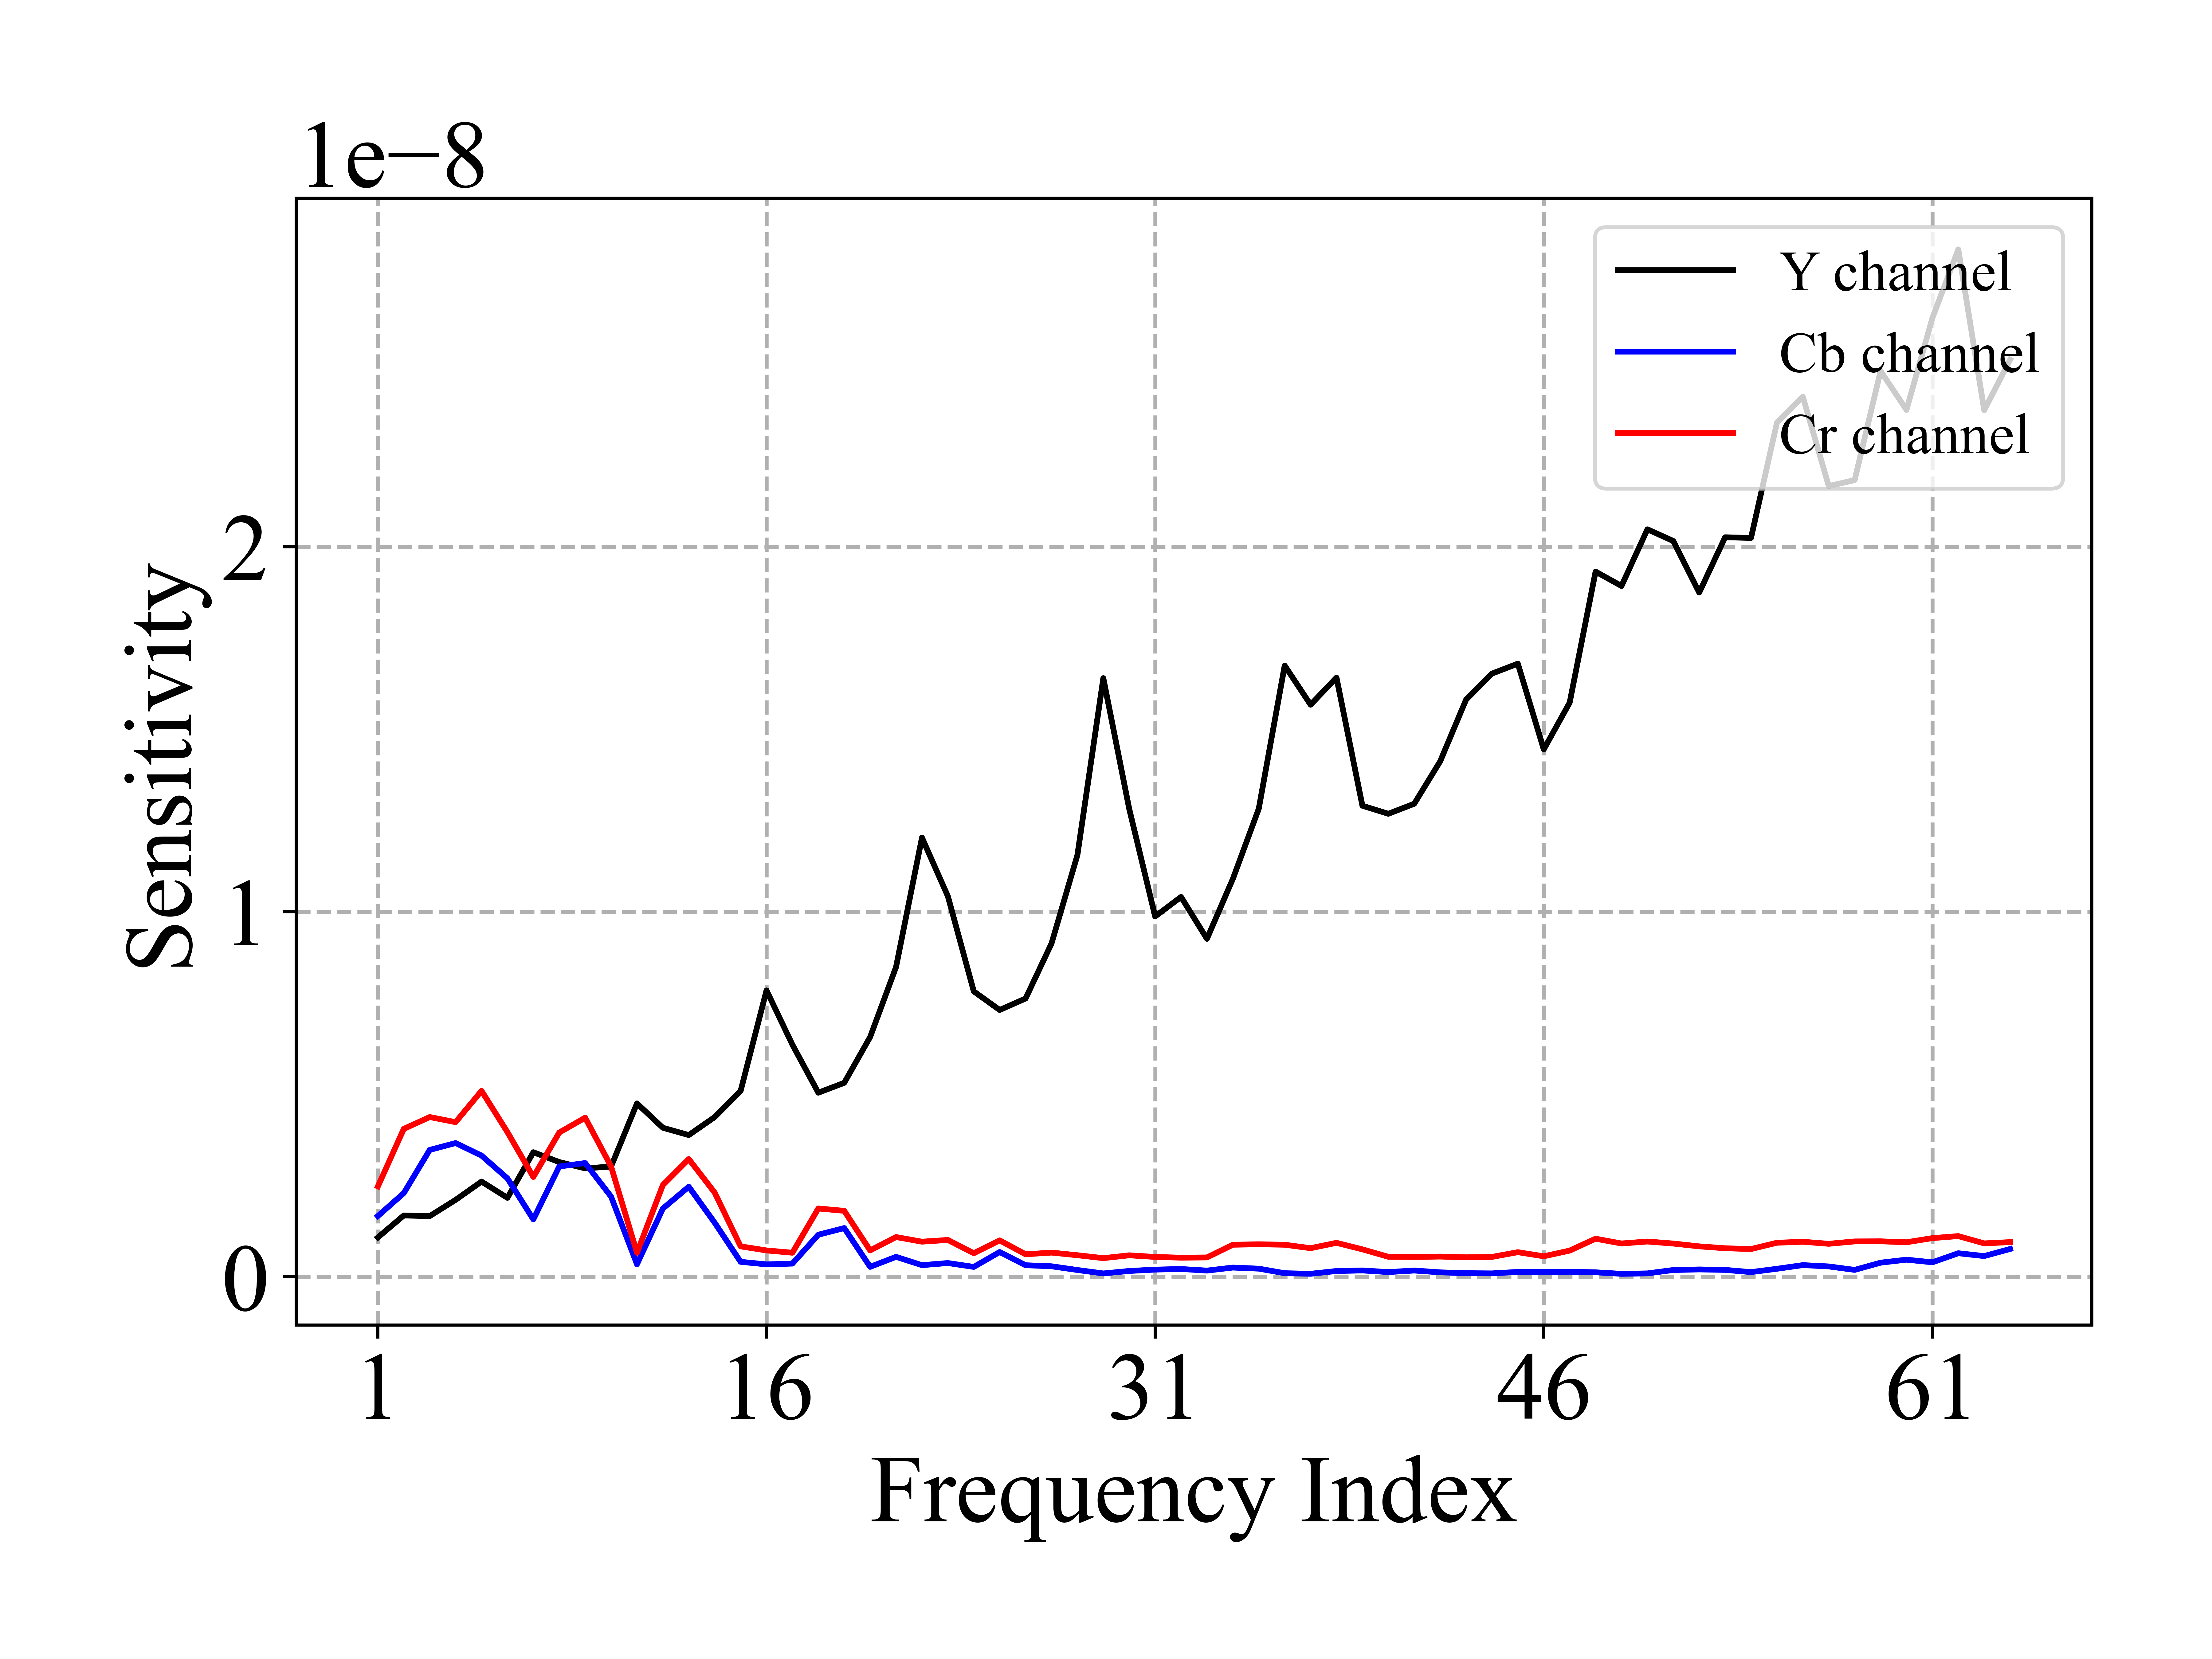 1e−8
Y channel
Cb channel
Cr channel
Sensitivity
2
1
0
1 16 31 46 61
Frequency Index